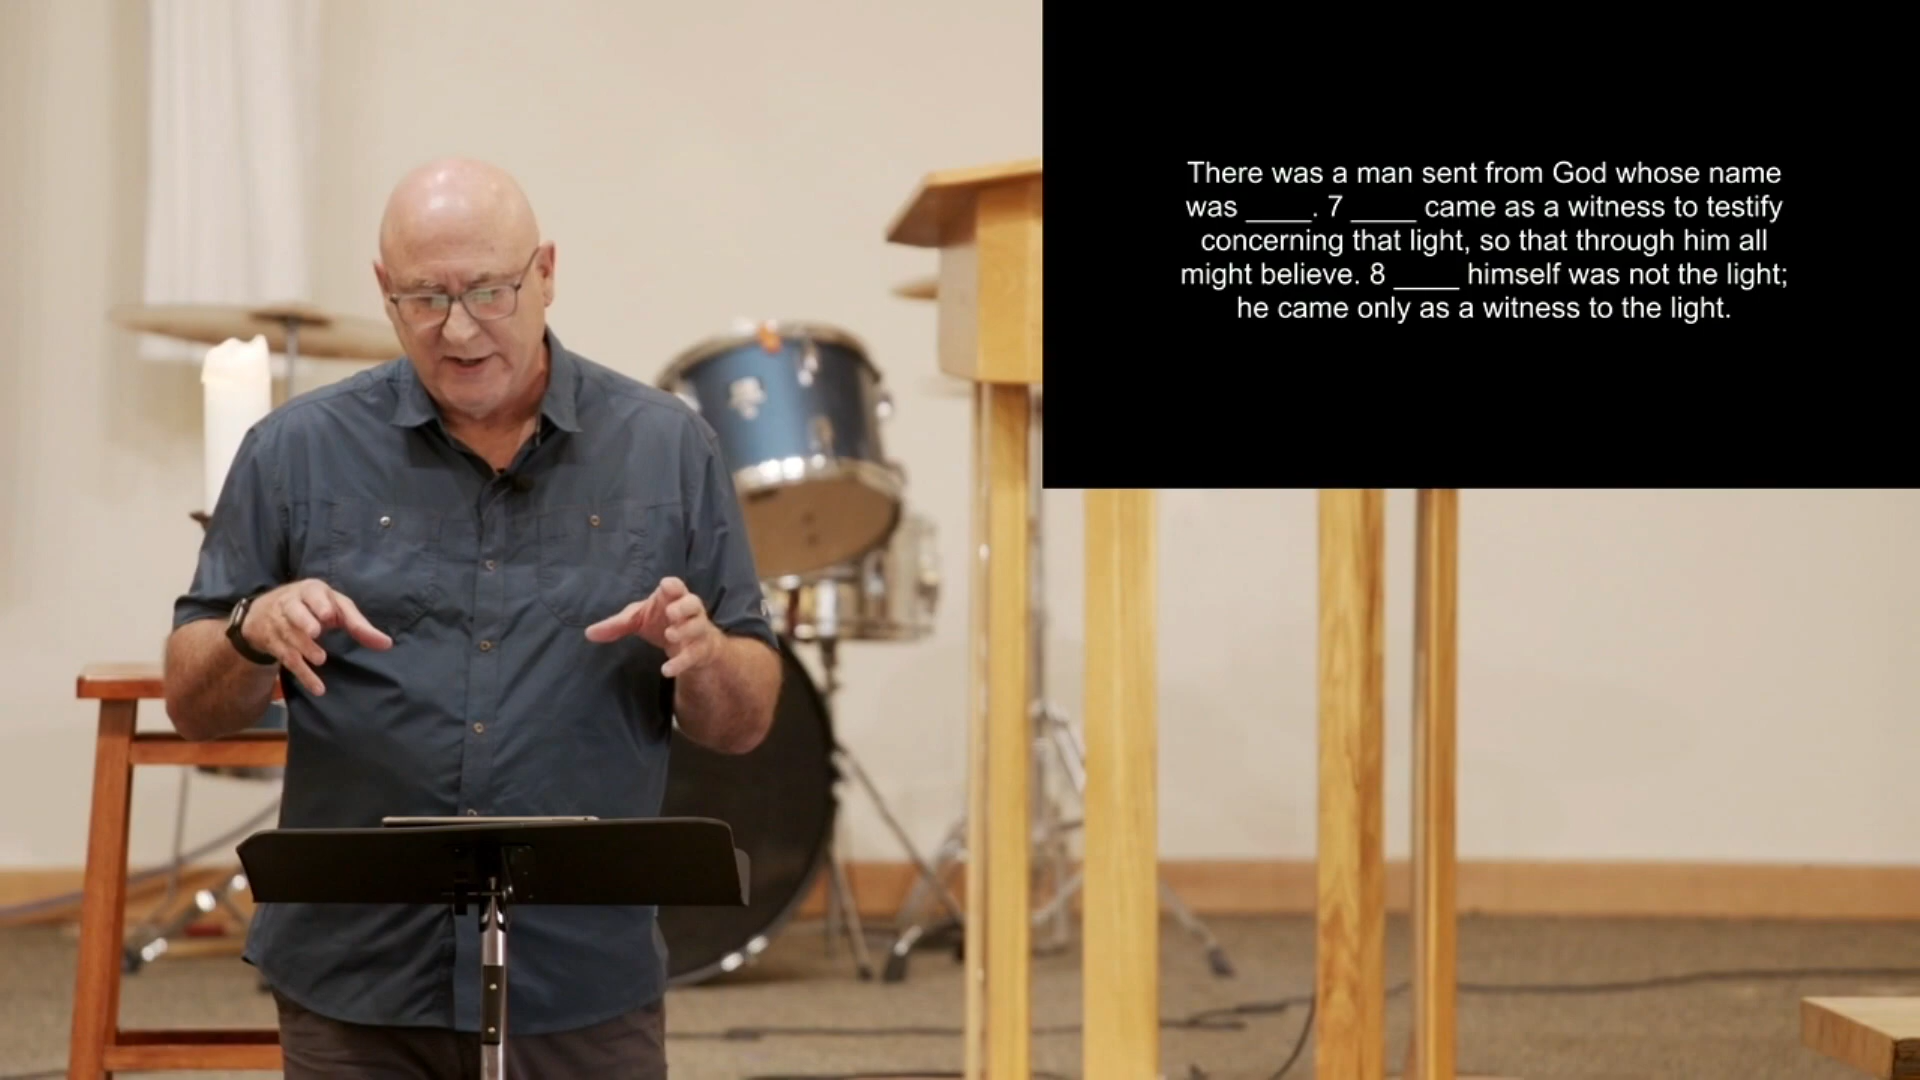 There was a man sent from God whose name
was ____. 7 ____ came as a witness to testify
concerning that light, so that through him all
might believe. 8 ____ himself was not the light;
he came only as a witness to the light.